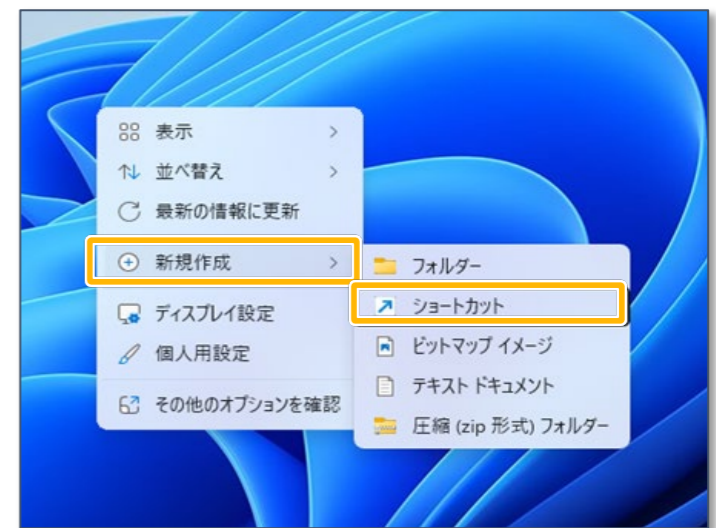 表示
並べ替え
最新の情報に更新
新規作成
フォルダー
ショートカット
ディスプレイ設定
ビットマップ イメージ
個人用設定
テキスト ドキュメント
その他のオプションを確認
圧縮 (zip 形式) フォルダー